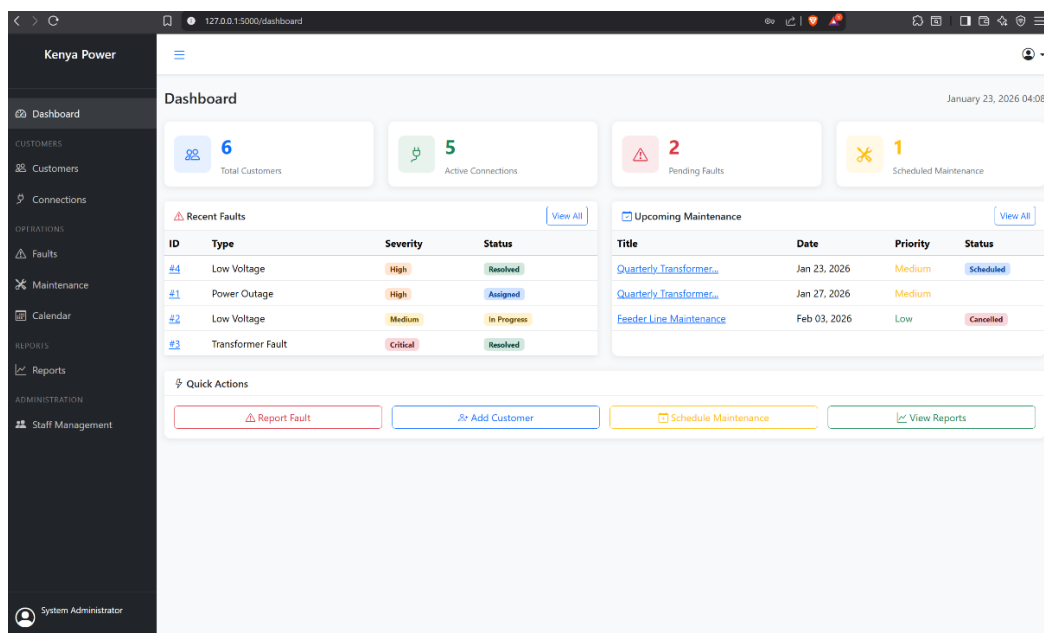 127.0.0.1:5000/dashboard
Kenya Power
Dashboard
CUSTOMERS
Customers
Connections
OPERATIONS
Faults
Maintenance
Calendar
REPORTS
Reports
ADMINISTRATION
Staff Management
System Administrator
Dashboard
January 23, 2026 04:08
6
Total Customers
5
Active Connections
2
Pending Faults
1
Scheduled Maintenance
Recent Faults View All
ID Type Severity Status
#4 Low Voltage High Resolved
#1 Power Outage High Assigned
#2 Low Voltage Medium In Progress
#3 Transformer Fault Critical Resolved
Upcoming Maintenance View All
Title Date Priority Status
Quarterly Transformer... Jan 23, 2026 Medium Scheduled
Quarterly Transformer... Jan 27, 2026 Medium
Feeder Line Maintenance Feb 03, 2026 Low Cancelled
Quick Actions
Report Fault Add Customer Schedule Maintenance View Reports